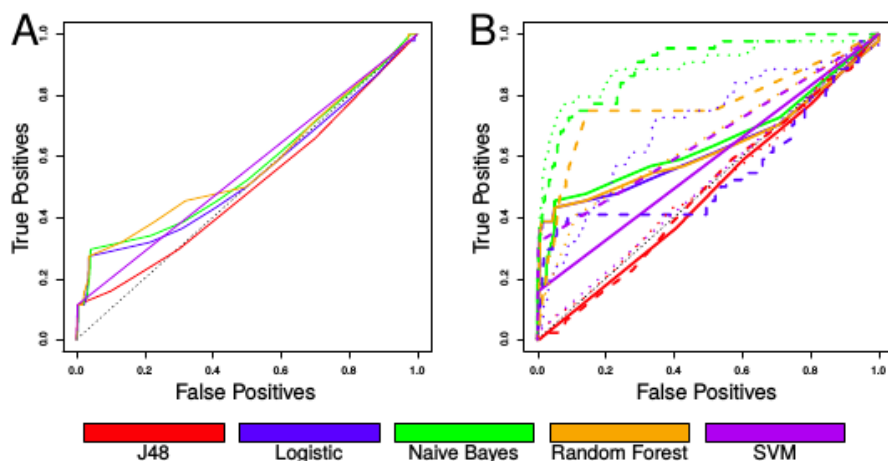 A
B
True Positives
1.0
0.8
0.6
0.4
0.2
0.0
0.0 0.2 0.4 0.6 0.8 1.0
False Positives
True Positives
1.0
0.8
0.6
0.4
0.2
0.0
0.0 0.2 0.4 0.6 0.8 1.0
False Positives
J48 Logistic Naive Bayes Random Forest SVM